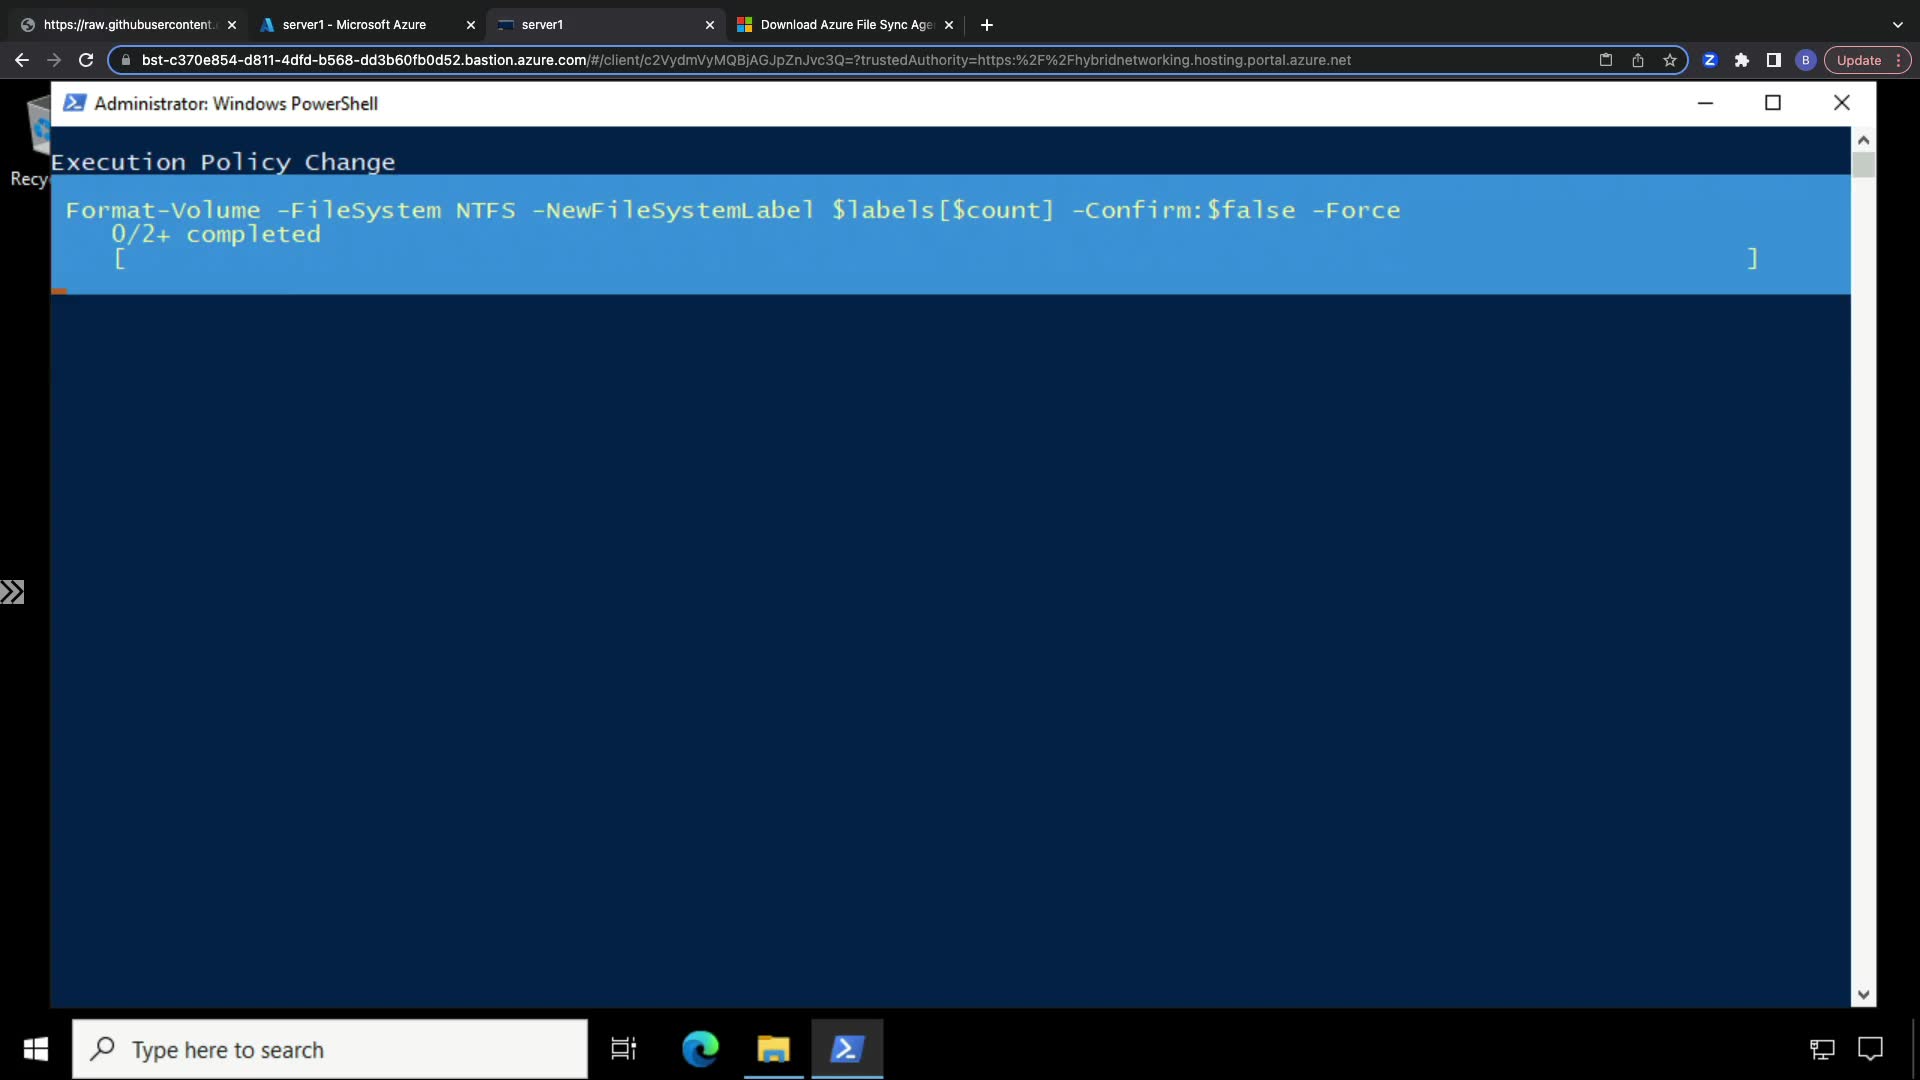 https://raw.githubusercontent.
server1 - Microsoft Azure
server1
Download Azure File Sync Age
bst-c370e854-d811-4dfd-b568-dd3b60fb0d52.bastion.azure.com/#/client/c2VydmVyMQBjAGJpZnJvc3Q=?trustedAuthority=https:%2F%2Fhybridnetworking.hosting.portal.azure.net
Z
B
Update
Administrator: Windows PowerShell
Recy
Execution Policy Change
Format-Volume -FileSystem NTFS -NewFileSystemLabel $labels[$count] -Confirm:$false -Force
0/2+ completed
[ ]
Type here to search